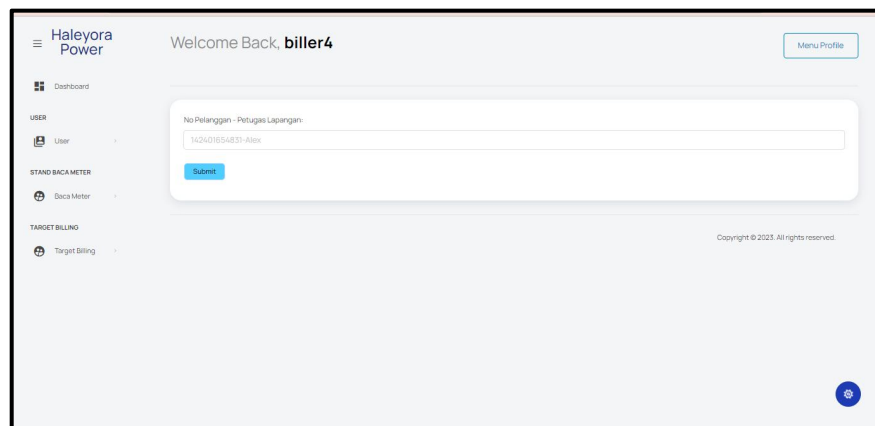 Haleyora
Power
Welcome Back, biller4
Menu Profile
Dashboard
USER
User
STAND BACA METER
Baca Meter
TARGET BILLING
Target Billing
No Pelanggan - Petugas Lapangan:
142401654831-Alex
Submit
Copyright © 2023. All rights reserved.